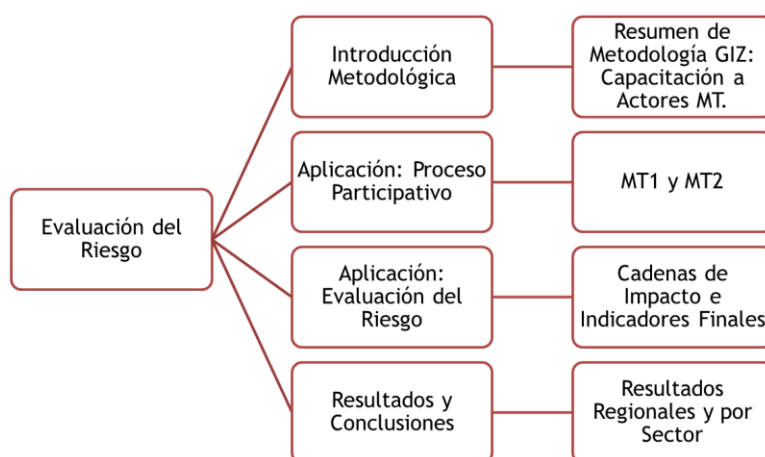 Evaluación del
Riesgo
Introducción
Metodológica
Resumen de
Metodología GIZ:
Capacitación a
Actores MT.
Aplicación: Proceso
Participativo
MT1 y MT2
Aplicación:
Evaluación del
Riesgo
Cadenas de
Impacto e
Indicadores Finales
Resultados y
Conclusiones
Resultados
Regionales y por
Sector